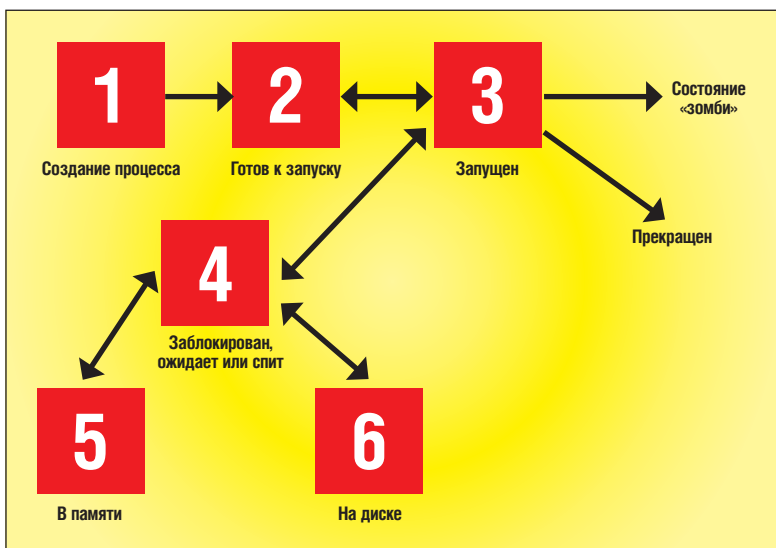 1
2
3
Состояние
«зомби»
Создание процесса
Готов к запуску
Запущен
Прекращен
4
Заблокирован,
ожидает или спит
5
6
В памяти
На диске